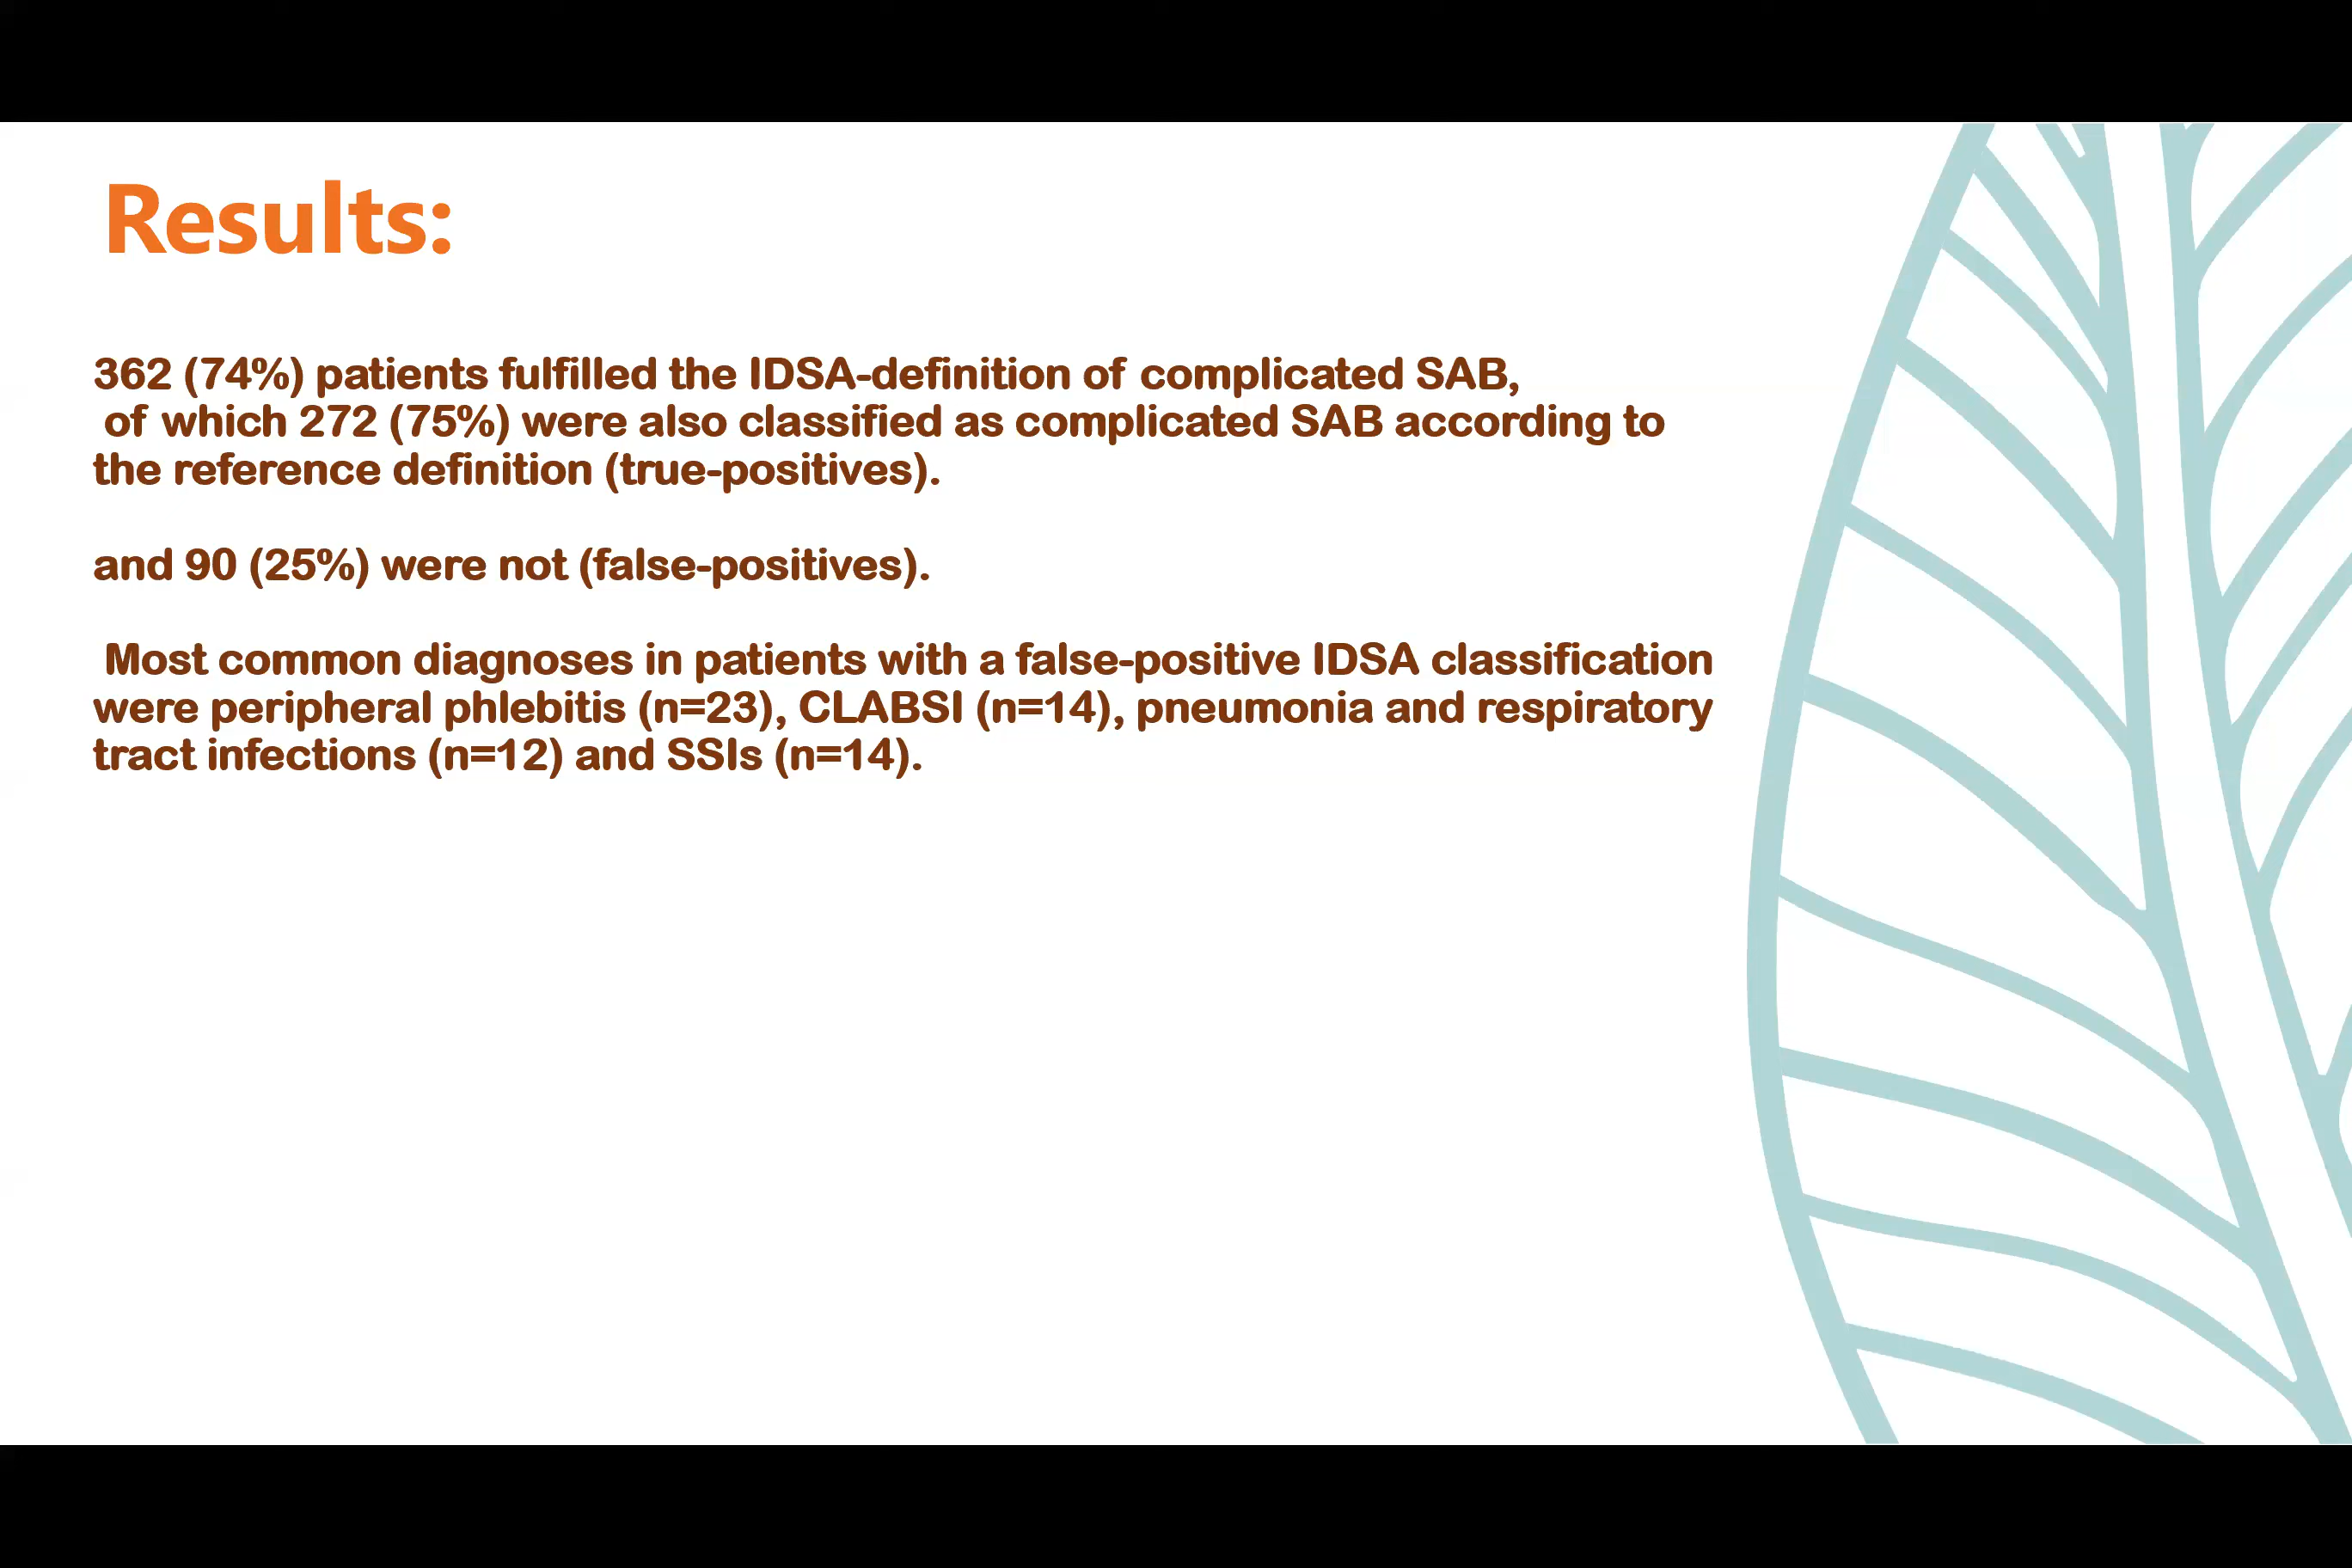 Results:
362 (74%) patients fulfilled the IDSA-definition of complicated SAB,
of which 272 (75%) were also classified as complicated SAB according to
the reference definition (true-positives).
and 90 (25%) were not (false-positives).
Most common diagnoses in patients with a false-positive IDSA classification
were peripheral phlebitis (n=23), CLABSI (n=14), pneumonia and respiratory
tract infections (n=12) and SSIs (n=14).